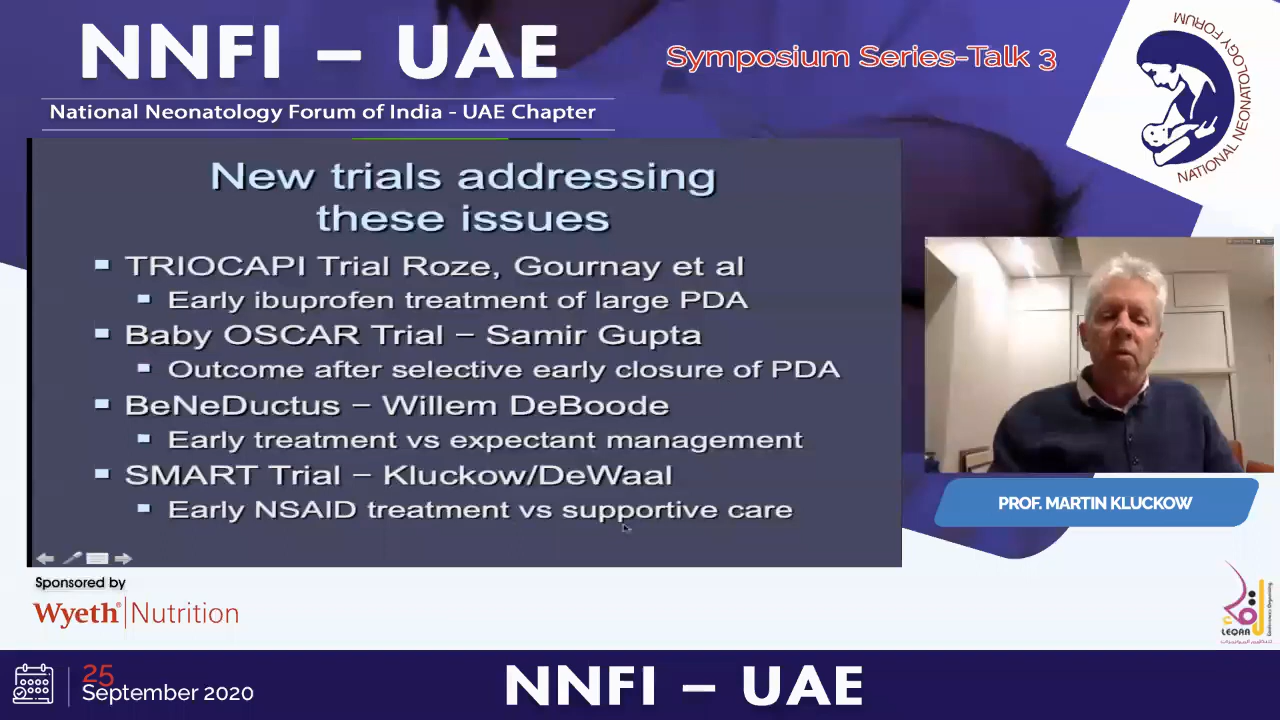 NNFI – UAE
National Neonatology Forum of India - UAE Chapter
Symposium Series-Talk 3
NATIONAL NEONATOLOGY FORUM
New trials addressing
these issues
TRIOCAPI Trial Roze, Gournay et al
Early ibuprofen treatment of large PDA
Baby OSCAR Trial – Samir Gupta
Outcome after selective early closure of PDA
BeNeDuctus – Willem DeBoode
Early treatment vs expectant management
SMART Trial – Kluckow/DeWaal
Early NSAID treatment vs supportive care
PROF. MARTIN KLUCKOW
Sponsored by
Wyeth® Nutrition
LEQAA
25
September 2020
NNFI – UAE